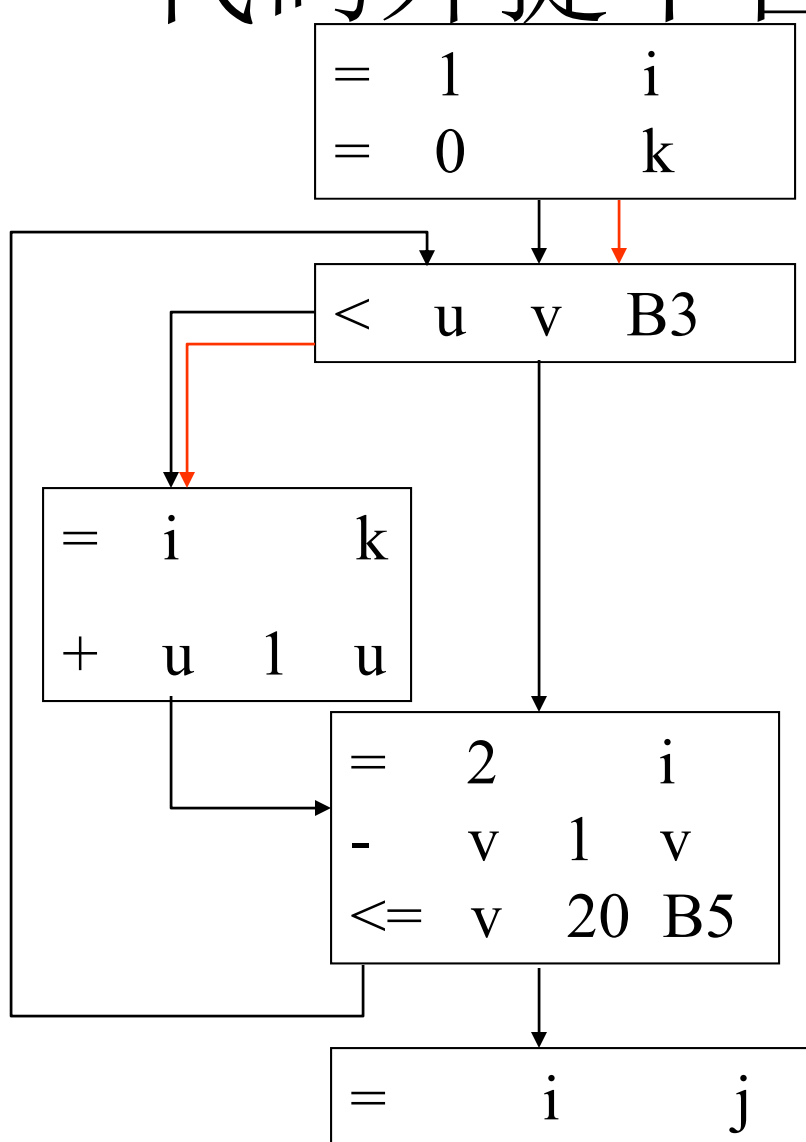 = 1 i
= 0 k
< u v B3
= i k
+ u 1 u
= 2 i
- v 1 v
<= v 20 B5
= i j